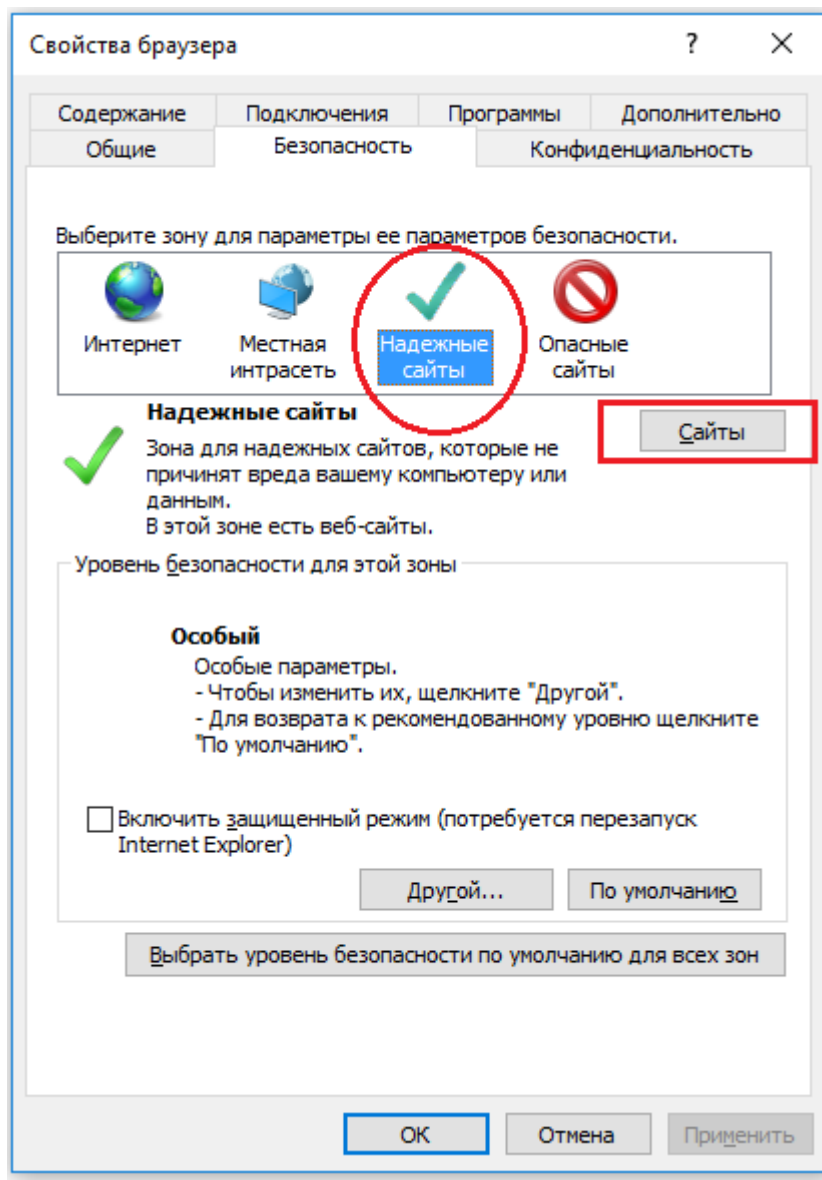 Свойства браузера ?
Содержание Подключения Программы Дополнительно
Общие Безопасность Конфиденциальность
Выберите зону для параметры ее параметров безопасности.
Интернет Местная интрасеть Надежные сайты Опасные сайты
Надежные сайты
Сайты
Зона для надежных сайтов, которые не
причинят вреда вашему компьютеру или
данным.
В этой зоне есть веб-сайты.
Уровень безопасности для этой зоны
Особый
Особые параметры.
- Чтобы изменить их, щелкните "Другой".
- Для возврата к рекомендованному уровню щелкните
"По умолчанию".
Включить защищенный режим (потребуется перезапуск
Internet Explorer)
Другой... По умолчанию
Выбрать уровень безопасности по умолчанию для всех зон
ОК Отмена Применить